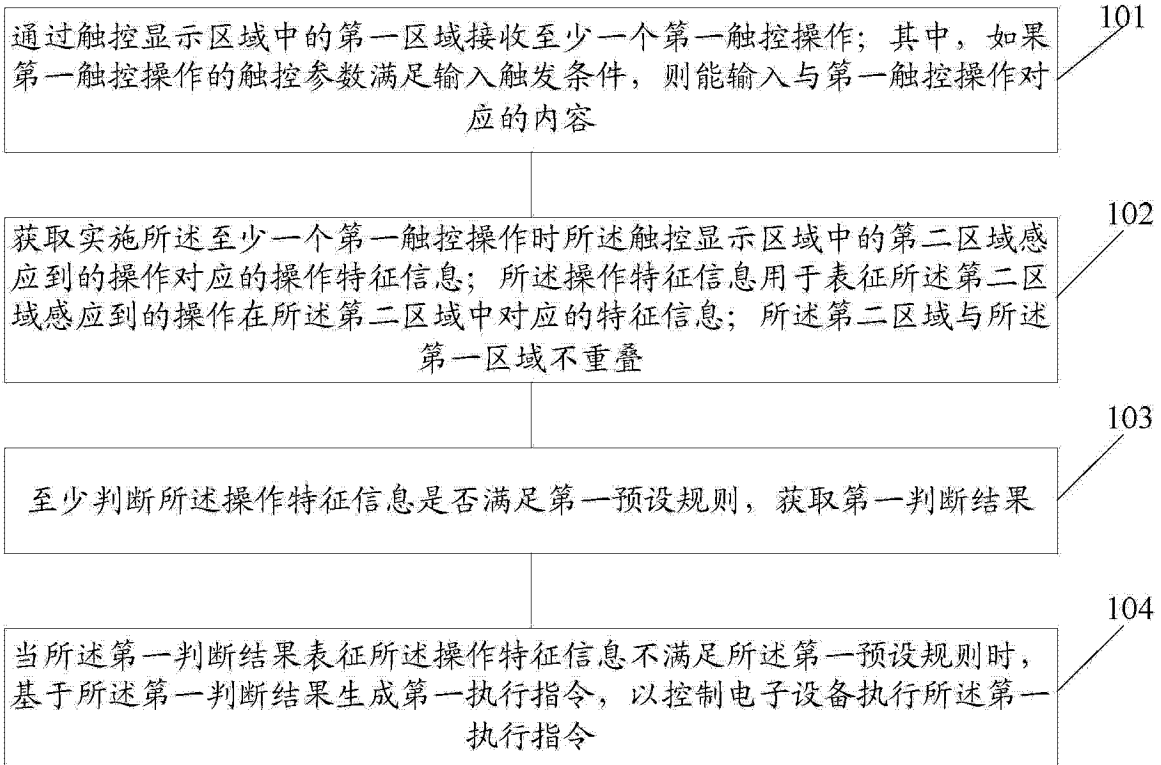 101
通过触控显示区域中的第一区域接收至少一个第一触控操作；其中，如果
第一触控操作的触控参数满足输入触发条件，则能输入与第一触控操作对
应的内容
102
获取实施所述至少一个第一触控操作时所述触控显示区域中的第二区域感
应到的操作对应的操作特征信息；所述操作特征信息用于表征所述第二区
域感应到的操作在所述第二区域中对应的特征信息；所述第二区域与所述
第一区域不重叠
103
至少判断所述操作特征信息是否满足第一预设规则，获取第一判断结果
104
当所述第一判断结果表征所述操作特征信息不满足所述第一预设规则时，
基于所述第一判断结果生成第一执行指令，以控制电子设备执行所述第一
执行指令